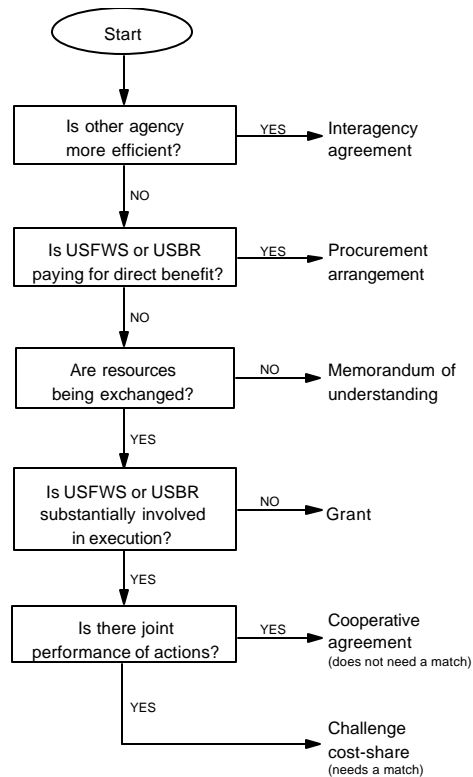 Start
Is other agency
more efficient?
YES
Interagency
agreement
NO
Is USFWS or USBR
paying for direct benefit?
YES
Procurement
arrangement
NO
Are resources
being exchanged?
NO
Memorandum of
understanding
YES
Is USFWS or USBR
substantially involved
in execution?
NO
Grant
YES
Is there joint
performance of actions?
YES
Cooperative
agreement
(does not need a match)
YES
Challenge
cost-share
(needs a match)